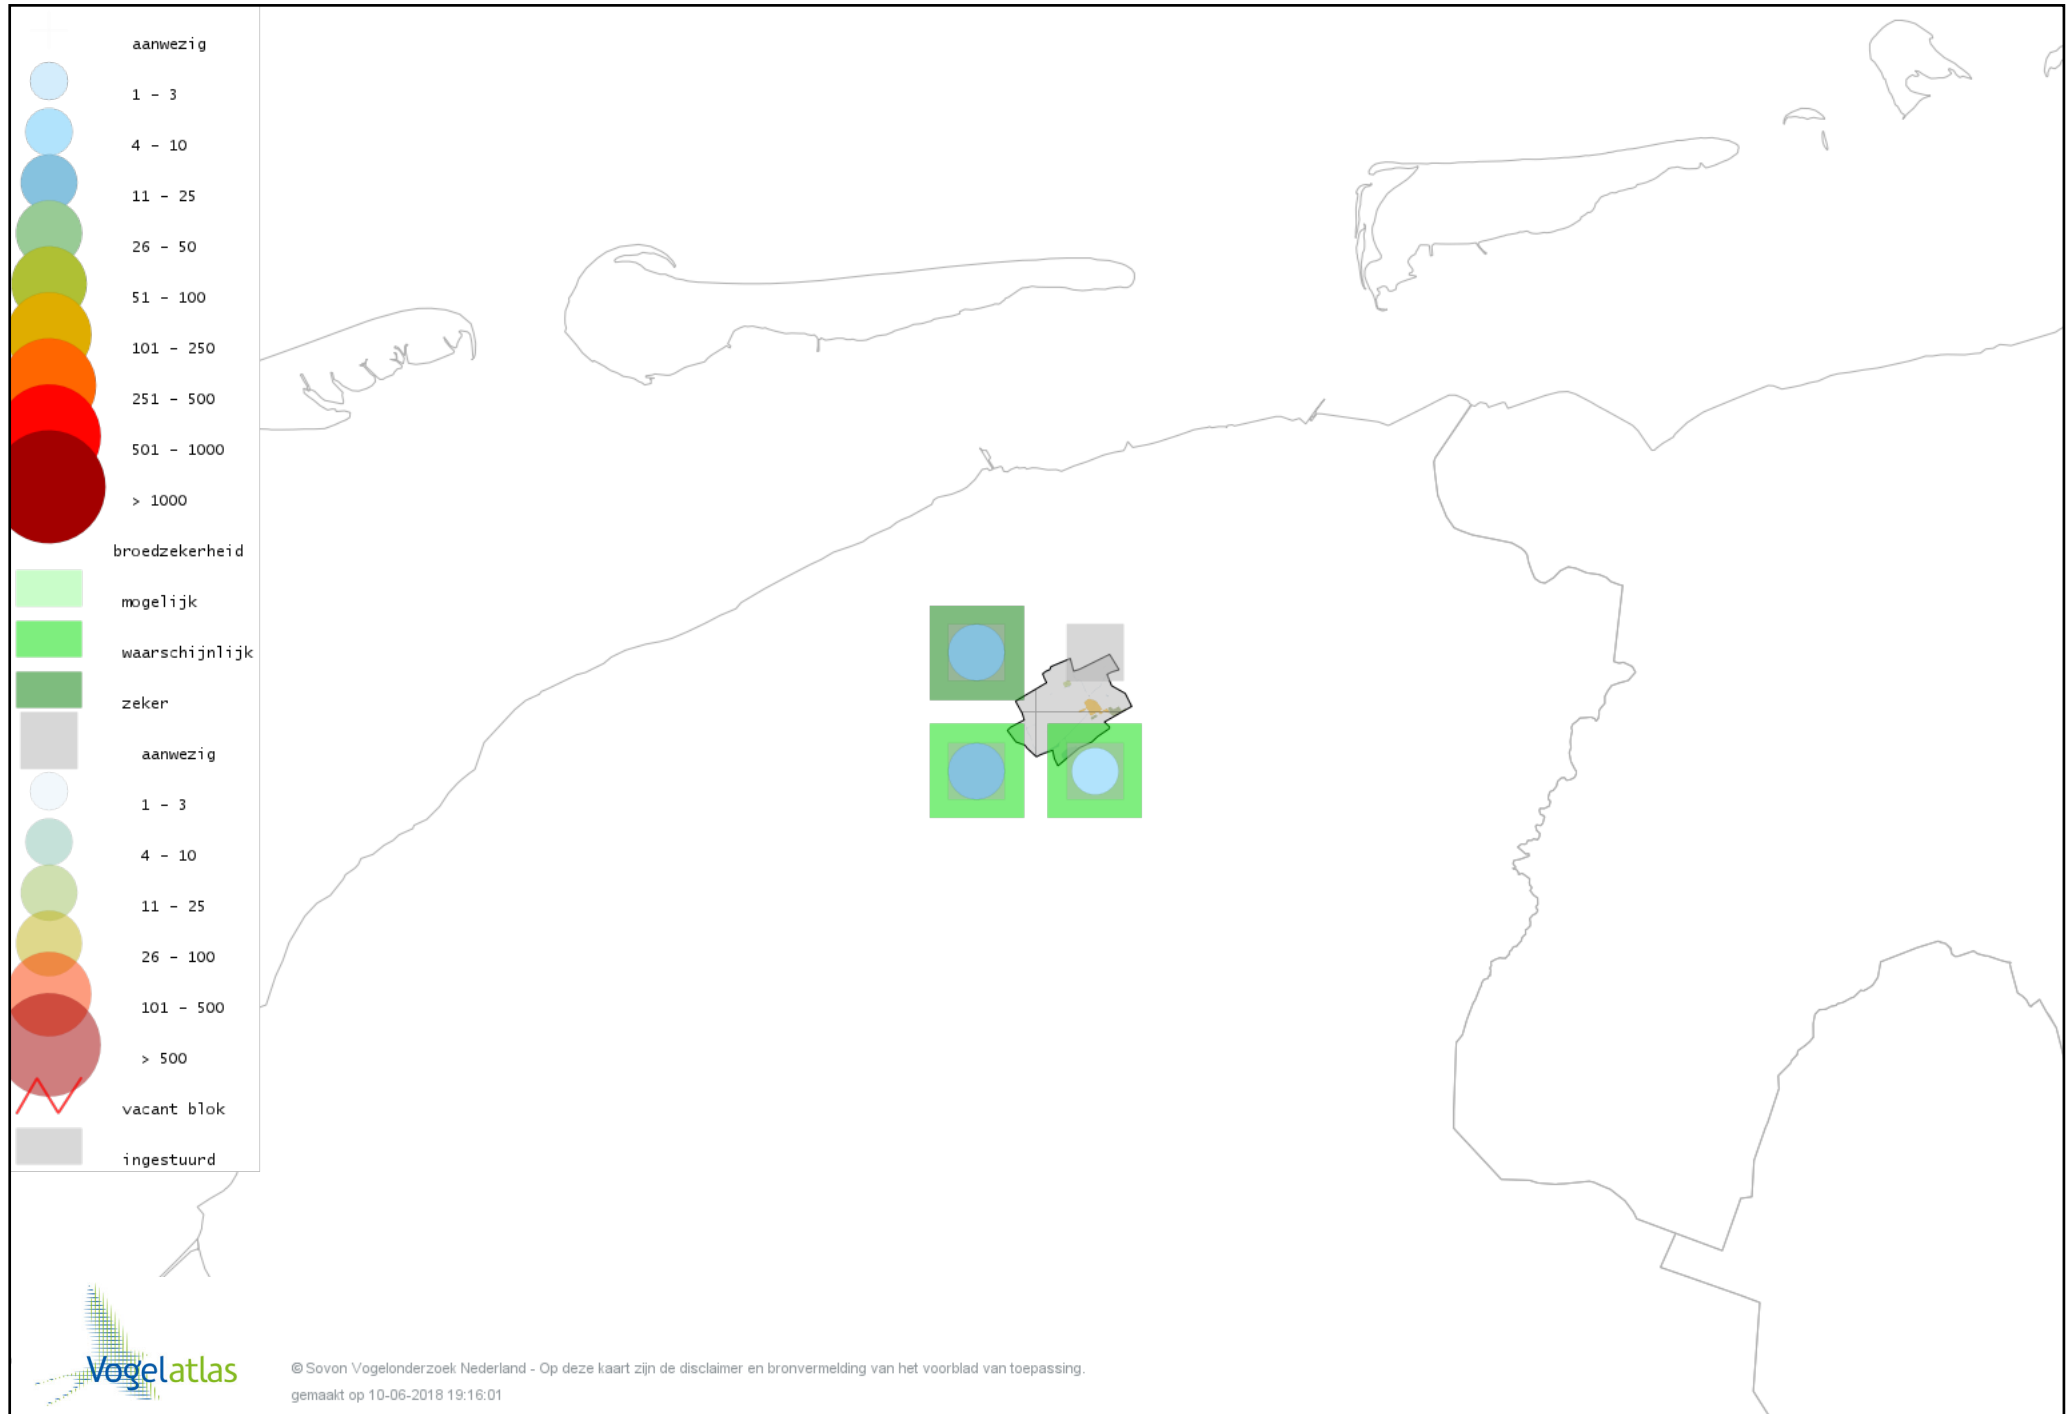 aanwezig
1 - 3
4 - 10
11 - 25
26 - 50
51 - 100
101 - 250
251 - 500
501 - 1000
> 1000
broedzekerheid
mogelijk
waarschijnlijk
zeker
aanwezig
1 - 3
4 - 10
11 - 25
26 - 100
101 - 500
> 500
vacant blok
ingestuurd
Vogelatlas
© Sovon Vogelonderzoek Nederland - Op deze kaart zijn de disclaimer en bronvermelding van het voorblad van toepassing.
gemaakt op 10-06-2018 19:16:01